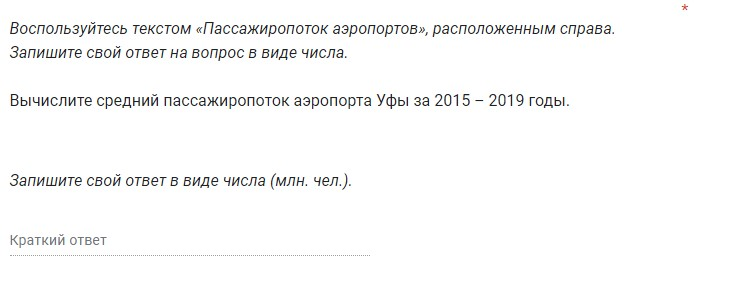 *
Воспользуйтесь текстом «Пассажиропоток аэропортов», расположенным справа.
Запишите свой ответ на вопрос в виде числа.
Вычислите средний пассажиропоток аэропорта Уфы за 2015 – 2019 годы.
Запишите свой ответ в виде числа (млн. чел.).
Краткий ответ